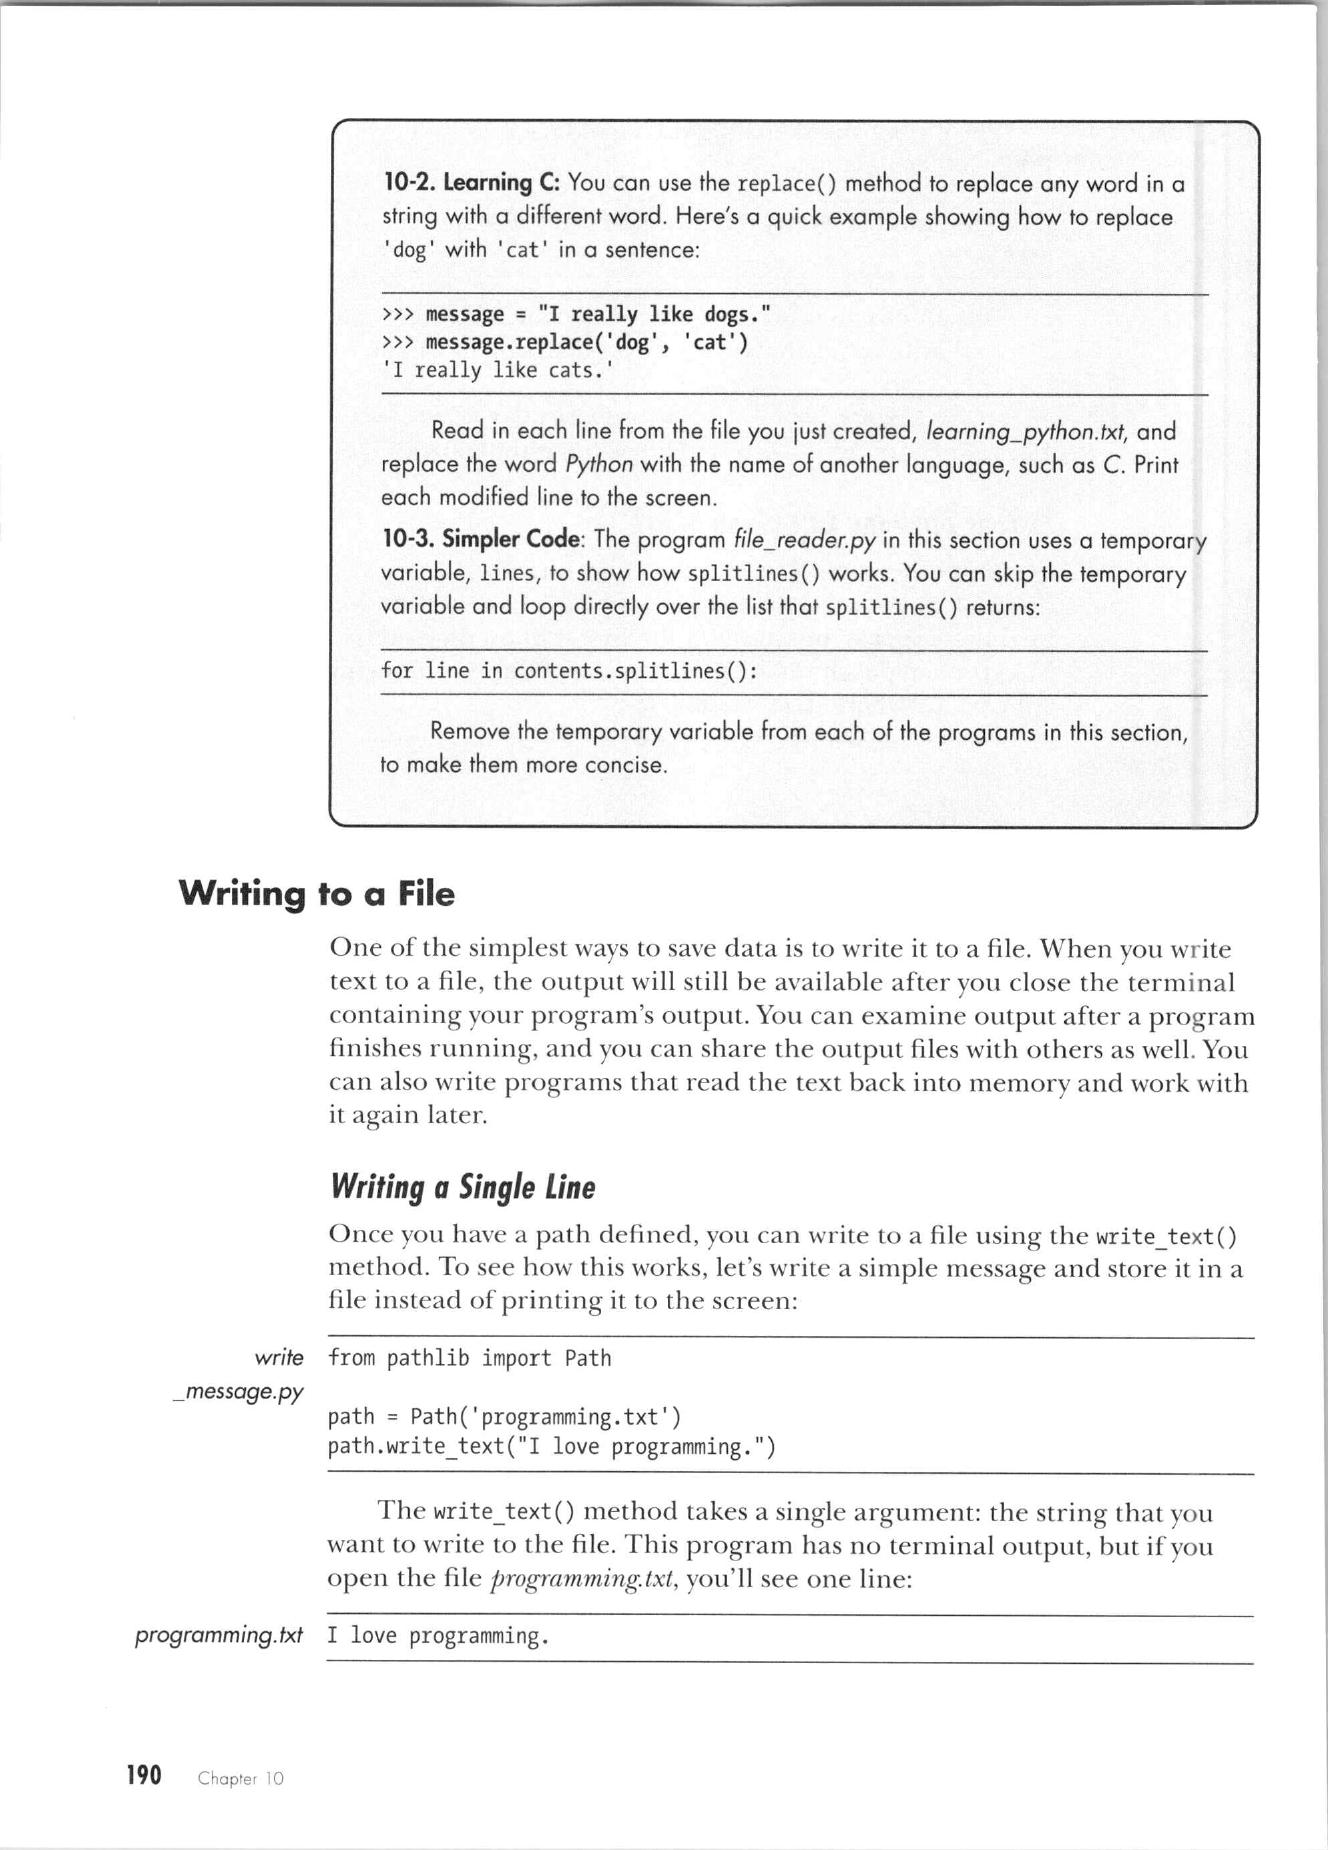 10-2. Learning C: You can use the replace() method to replace any word in a
string with a different word. Here's a quick example showing how to replace
'dog' with 'cat' in a sentence:
>>> message = "I really like dogs."
>>> message.replace('dog', 'cat')
'I really like cats.'
Read in each line from the file you just created, learning_python.txt, and
replace the word Python with the name of another language, such as C. Print
each modified line to the screen.
10-3. Simpler Code: The program file_reader.py in this section uses a temporary
variable, lines, to show how splitlines() works. You can skip the temporary
variable and loop directly over the list that splitlines() returns:
for line in contents.splitlines():
Remove the temporary variable from each of the programs in this section,
to make them more concise.
Writing to a File
One of the simplest ways to save data is to write it to a file. When you write
text to a file, the output will still be available after you close the terminal
containing your program's output. You can examine output after a program
finishes running, and you can share the output files with others as well. You
can also write programs that read the text back into memory and work with
it again later.
Writing a Single Line
Once you have a path defined, you can write to a file using the write_text()
method. To see how this works, let's write a simple message and store it in a
file instead of printing it to the screen:
write from pathlib import Path
_message.py
path = Path('programming.txt')
path.write_text("I love programming.")
The write_text() method takes a single argument: the string that you
want to write to the file. This program has no terminal output, but if you
open the file programming.txt, you'll see one line:
programming.txt I love programming.
190 Chapter 10